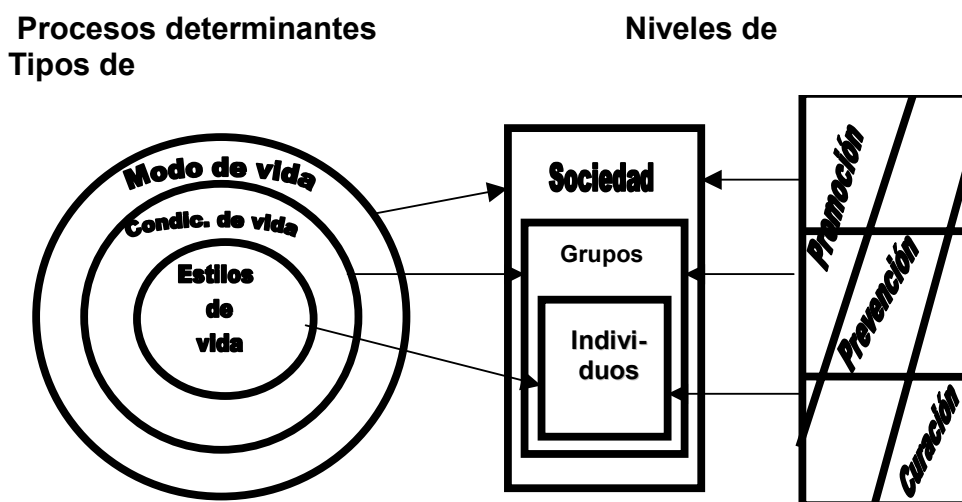 Procesos determinantes Niveles de
Tipos de
Modo de vida
Condic. de vida
Estilos
de
vida
Sociedad
Grupos
Indivi-
duos
Promoción
Prevención
Curación